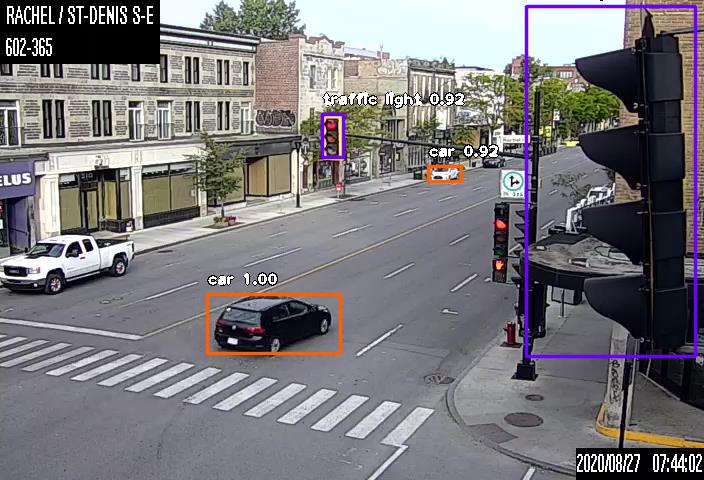 RACHEL / ST-DENIS S-E
602-365
traffic light 0.92
car 0.92
ELUS
car 1.00
2020/08/27 07:44:02